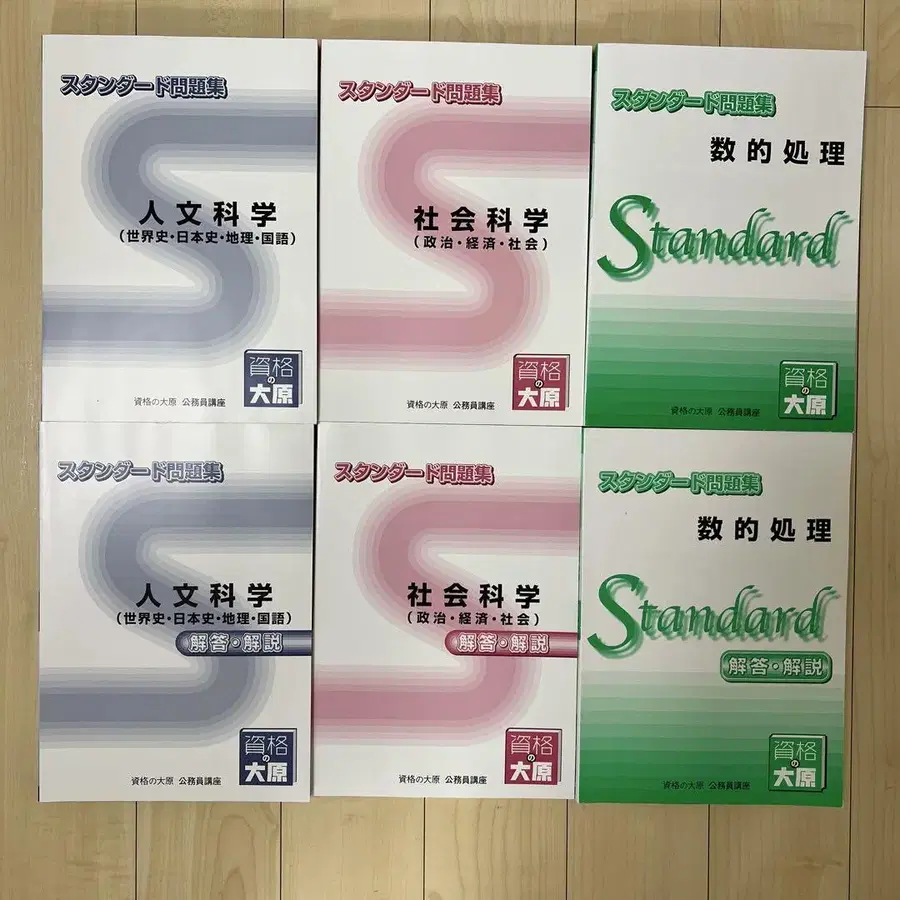 スタンダード問題集
人文科学
（世界史・日本史・地理・国語）
資格の大原
資格の大原 公務員講座
スタンダード問題集
社会科学
（政治・経済・社会）
資格の大原
資格の大原 公務員講座
スタンダード問題集
数的処理
Standard
資格の大原
資格の大原 公務員講座
スタンダード問題集
人文科学
（世界史・日本史・地理・国語）
解答・解説
資格の大原
資格の大原 公務員講座
スタンダード問題集
社会科学
（政治・経済・社会）
解答・解説
資格の大原
資格の大原 公務員講座
スタンダード問題集
数的処理
Standard
解答・解説
資格の大原
資格の大原 公務員講座